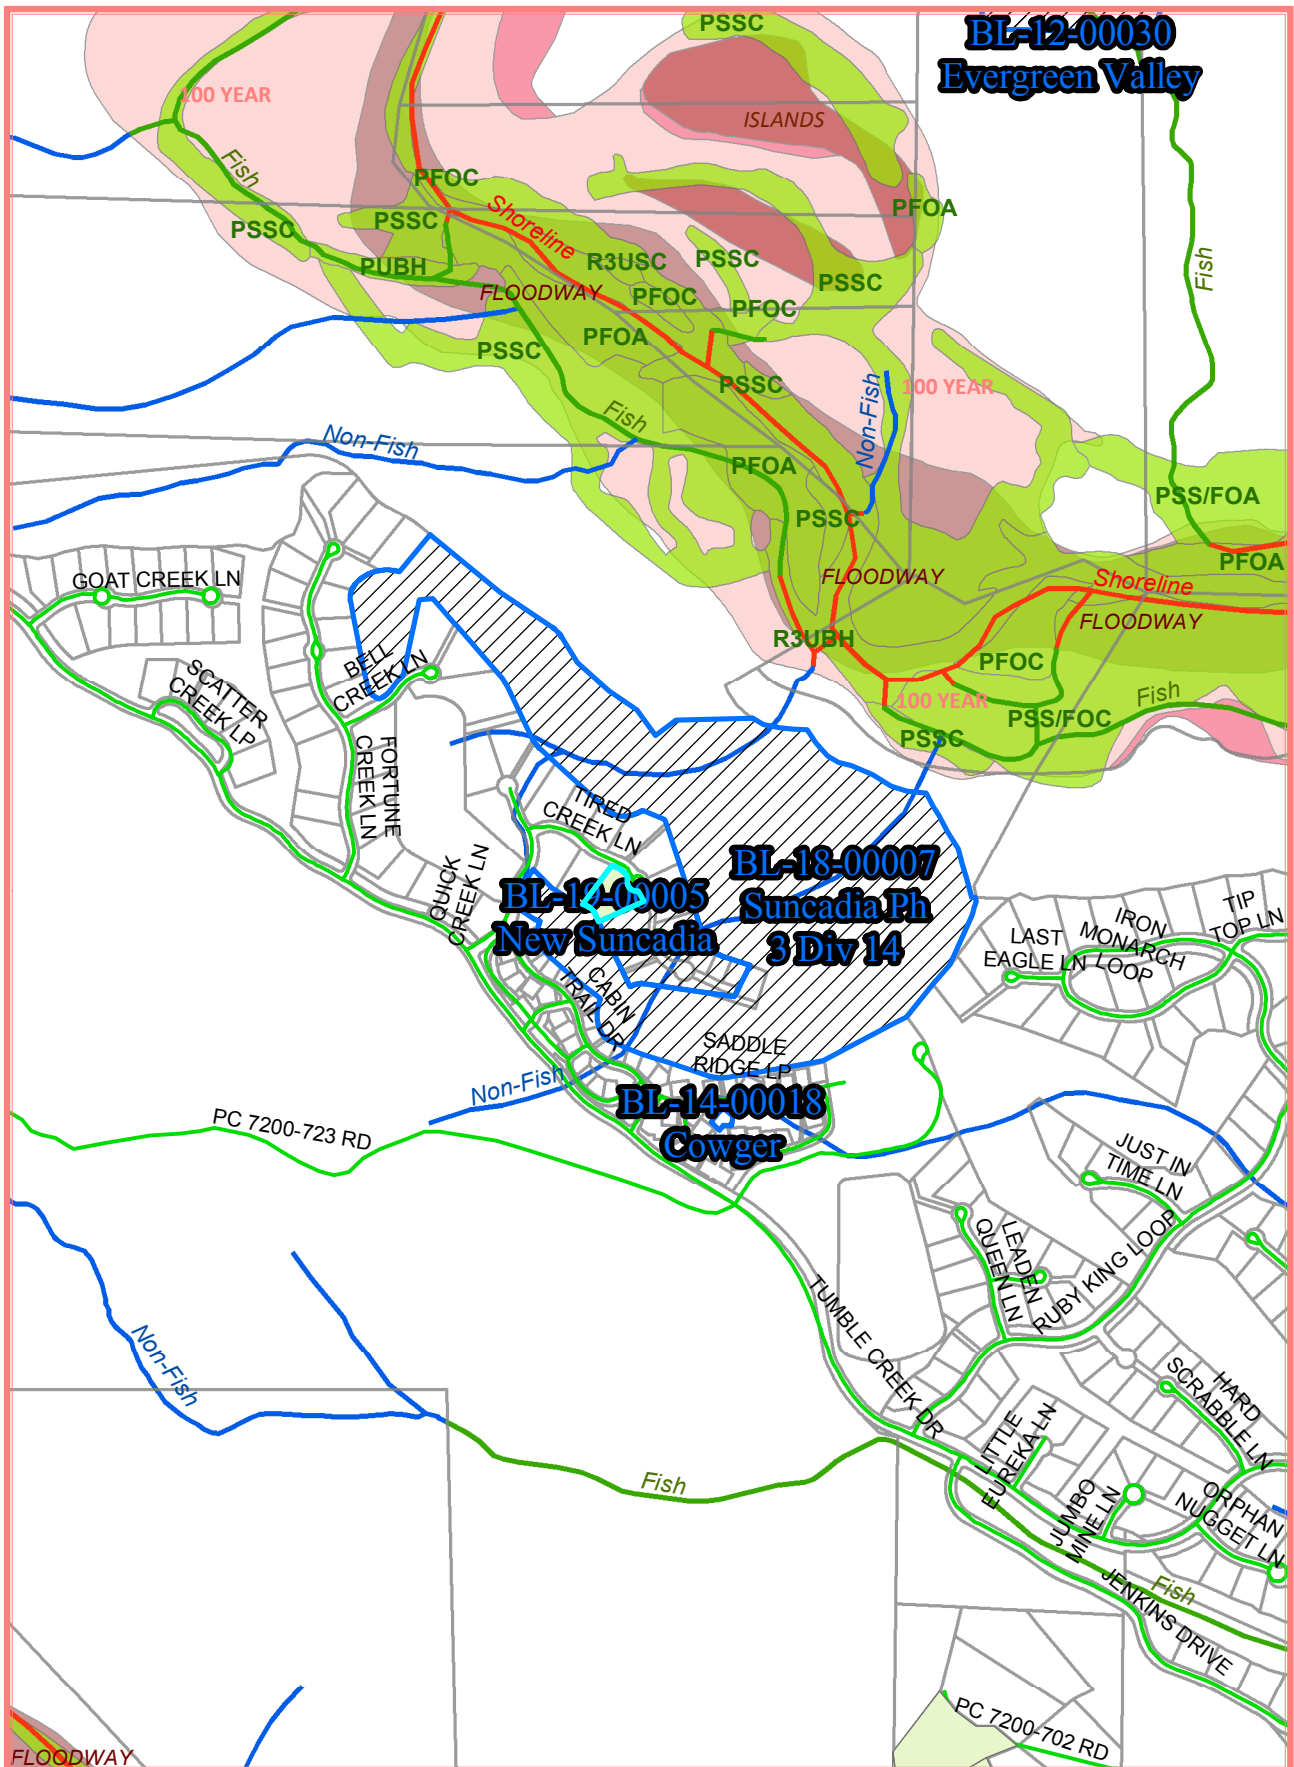 PSSC
BL-12-00030
Evergreen Valley
100 YEAR
ISLANDS
Fish
PFOC
PSSC
PSSC
Shoreline
PFOA
PUBH
R3USC
PSSC
PSSC
Fish
FLOODWAY
PFOC
PFOC
PSSC
PFOA
PSSC
100 YEAR
Non-Fish
Fish
Non-Fish
PFOA
PSSC
PSS/FOA
PFOA
FLOODWAY
Shoreline
FLOODWAY
GOAT CREEK LN
R3UBH
PFOC
BELL
CREEK LN
SCATTER
CREEK LP
100 YEAR
PSS/FOC
Fish
PSSC
FORTUNE
CREEK LN
TIRED
CREEK LN
QUICK
CREEK LN
BL-19-00005
New Suncadia
BL-18-00007
Suncadia Ph
3 Div 14
CABIN
TRAIL DR
LAST
EAGLE LN
IRON
MONARCH
LOOP
TIP
TOP LN
SADDLE
RIDGE LP
Non-Fish
BL-14-00018
Cowger
PC 7200-723 RD
JUST IN
TIME LN
LEADEN
QUEEN LN
RUBY KING LOOP
TUMBLE CREEK DR
Non-Fish
HARD
SCRABBLE LN
LITTLE
EUREKA LN
Fish
JUMBO
MINE LN
ORPHAN
NUGGET LN
Fish
JENKINS DRIVE
PC 7200-702 RD
FLOODWAY